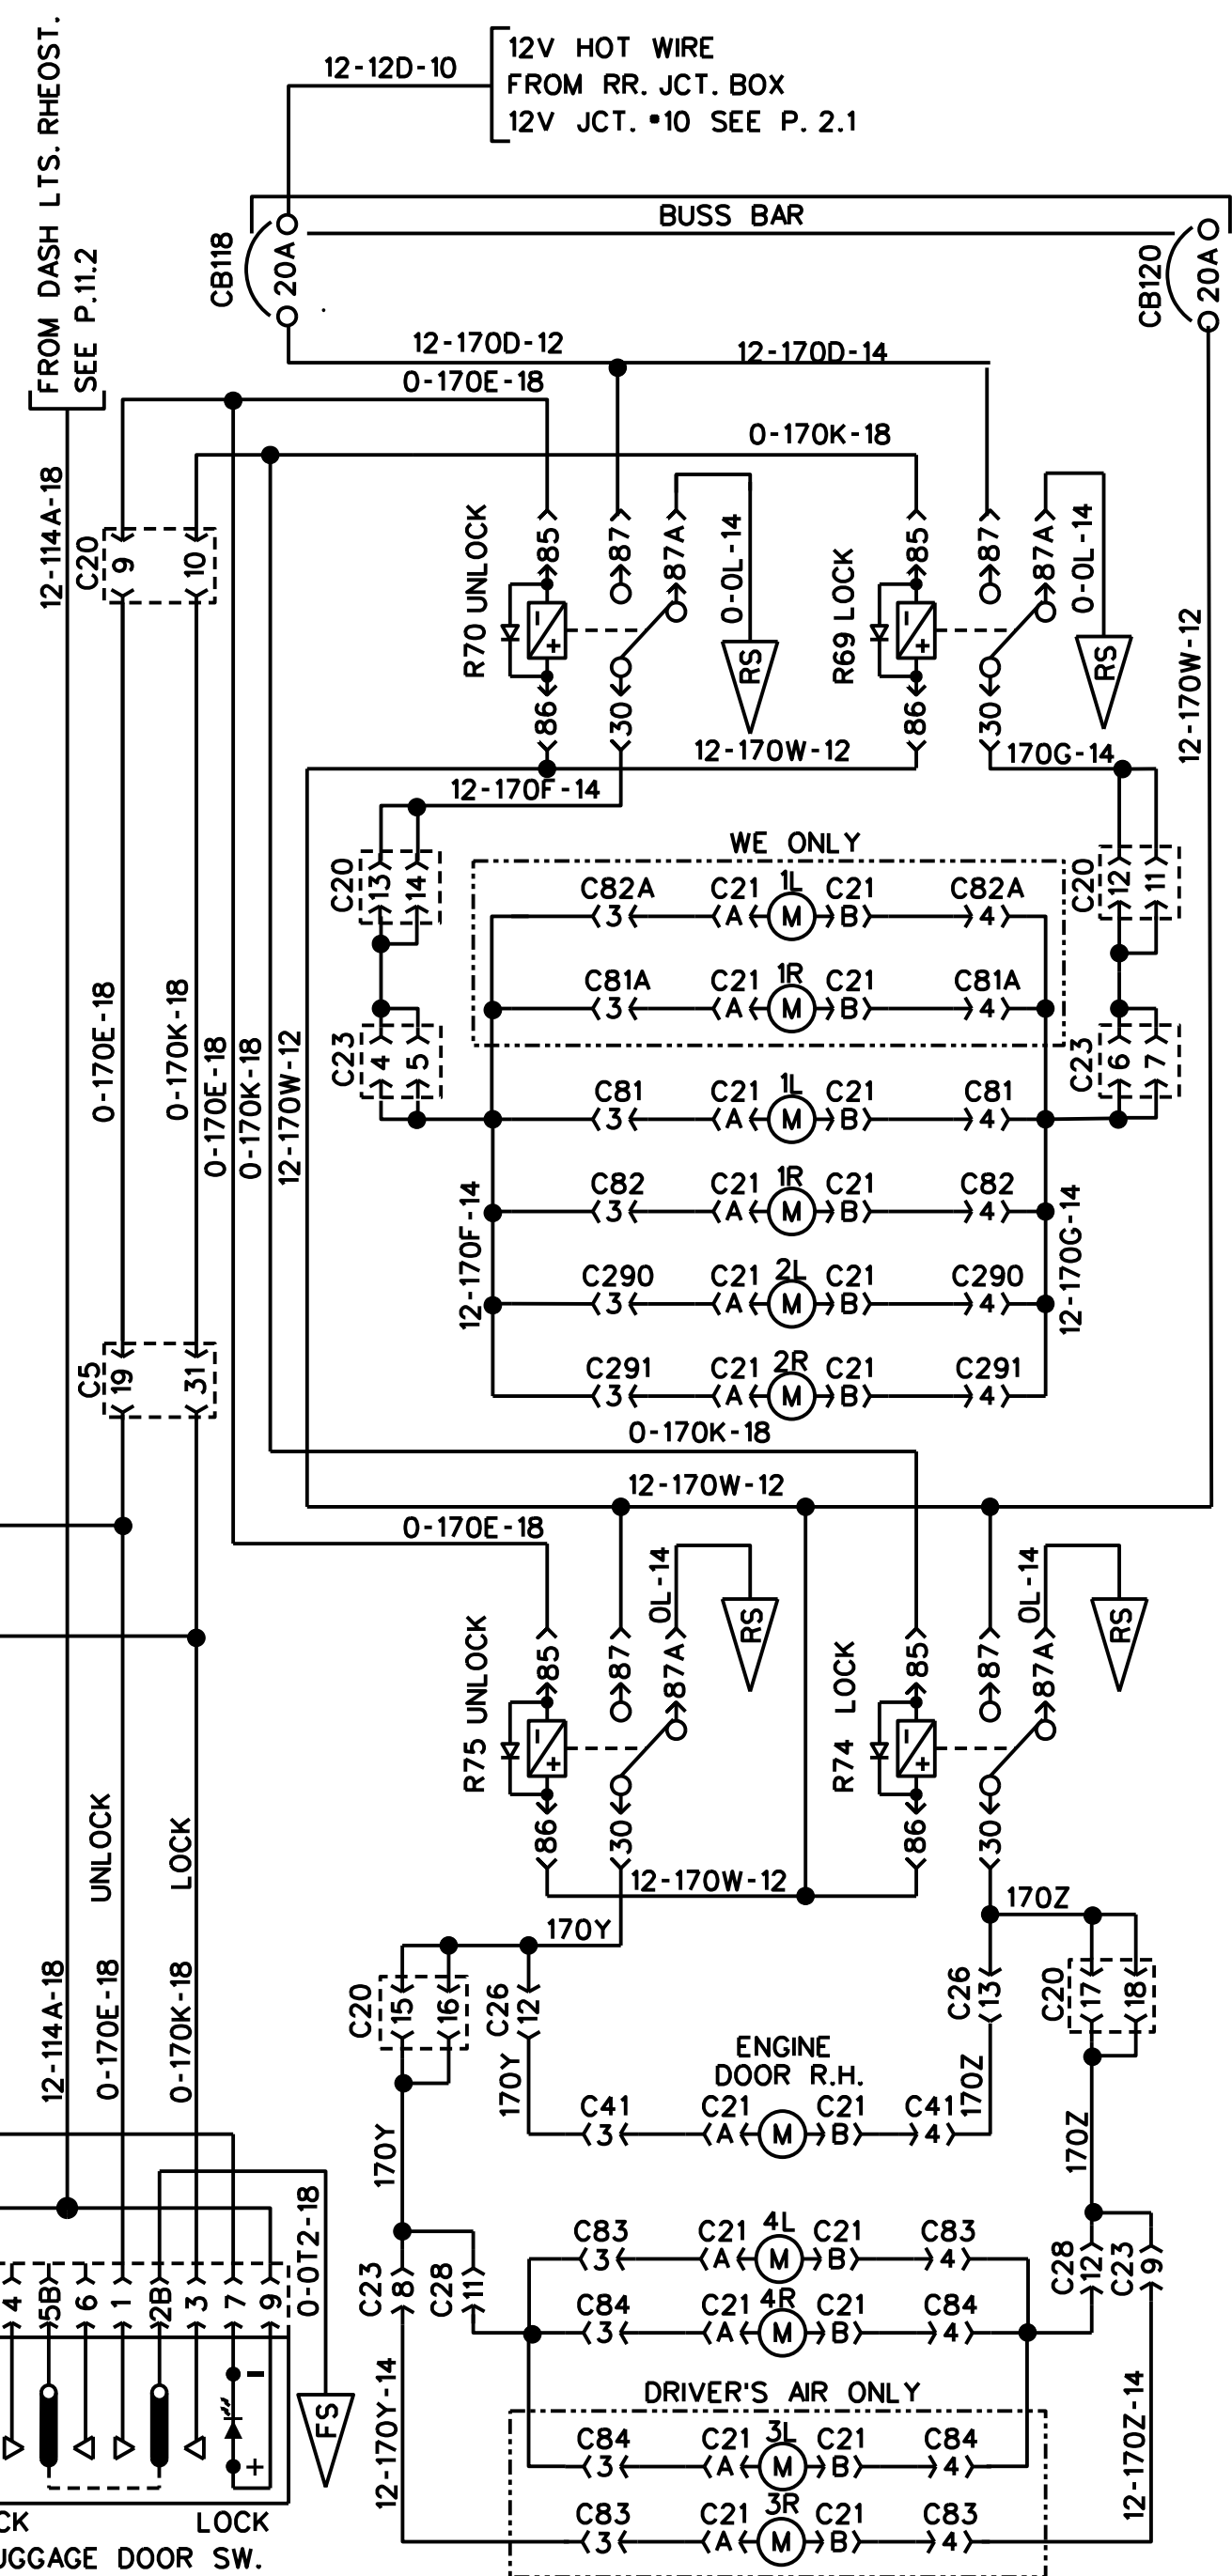 12V HOT WIRE
FROM RR. JCT. BOX
12V JCT. #10 SEE P. 2.1
12-12D-10
FROM DASH LTS. RHEOST.
SEE P.11.2
BUSS BAR
CB118
20A
CB120
20A
12-170D-12
12-170D-14
0-170E-18
0-170K-18
12-114A-18
C20
9
10
R70 UNLOCK
85
87
87A
0-0L-14
RS
86
30
R69 LOCK
85
87
87A
0-0L-14
RS
86
30
12-170W-12
12-170W-12
170G-14
12-170F-14
C20
13
14
WE ONLY
C20
12
11
C82A C21 1L C21 C82A
3 A M B 4
C81A C21 1R C21 C81A
3 A M B 4
0-170E-18
0-170K-18
0-170E-18
0-170K-18
12-170W-12
C23
4
5
C23
6
7
C81 C21 1L C21 C81
3 A M B 4
C82 C21 1R C21 C82
3 A M B 4
12-170F-14
12-170G-14
C290 C21 2L C21 C290
3 A M B 4
C291 C21 2R C21 C291
3 A M B 4
C5
19
31
0-170K-18
12-170W-12
0-170E-18
R75 UNLOCK
85
87
87A
0L-14
RS
86
30
R74 LOCK
85
87
87A
0L-14
RS
86
30
UNLOCK
LOCK
12-170W-12
170Y
170Z
12-114A-18
0-170E-18
0-170K-18
C20
15
16
C26
12
C26
13
C20
17
18
170Y
ENGINE
DOOR R.H.
170Z
C41 C21 C21 C41
3 A M B 4
170Y
170Z
0-0T2-18
C23
8
C28
11
C28
12
C23
9
C83 C21 4L C21 C83
3 A M B 4
C84 C21 4R C21 C84
3 A M B 4
4
5B
6
1
2B
3
7
9
-
+
FS
12-170Y-14
12-170Z-14
DRIVER'S AIR ONLY
C84 C21 3L C21 C84
3 A M B 4
C83 C21 3R C21 C83
3 A M B 4
CK LOCK
UGGAGE DOOR SW.